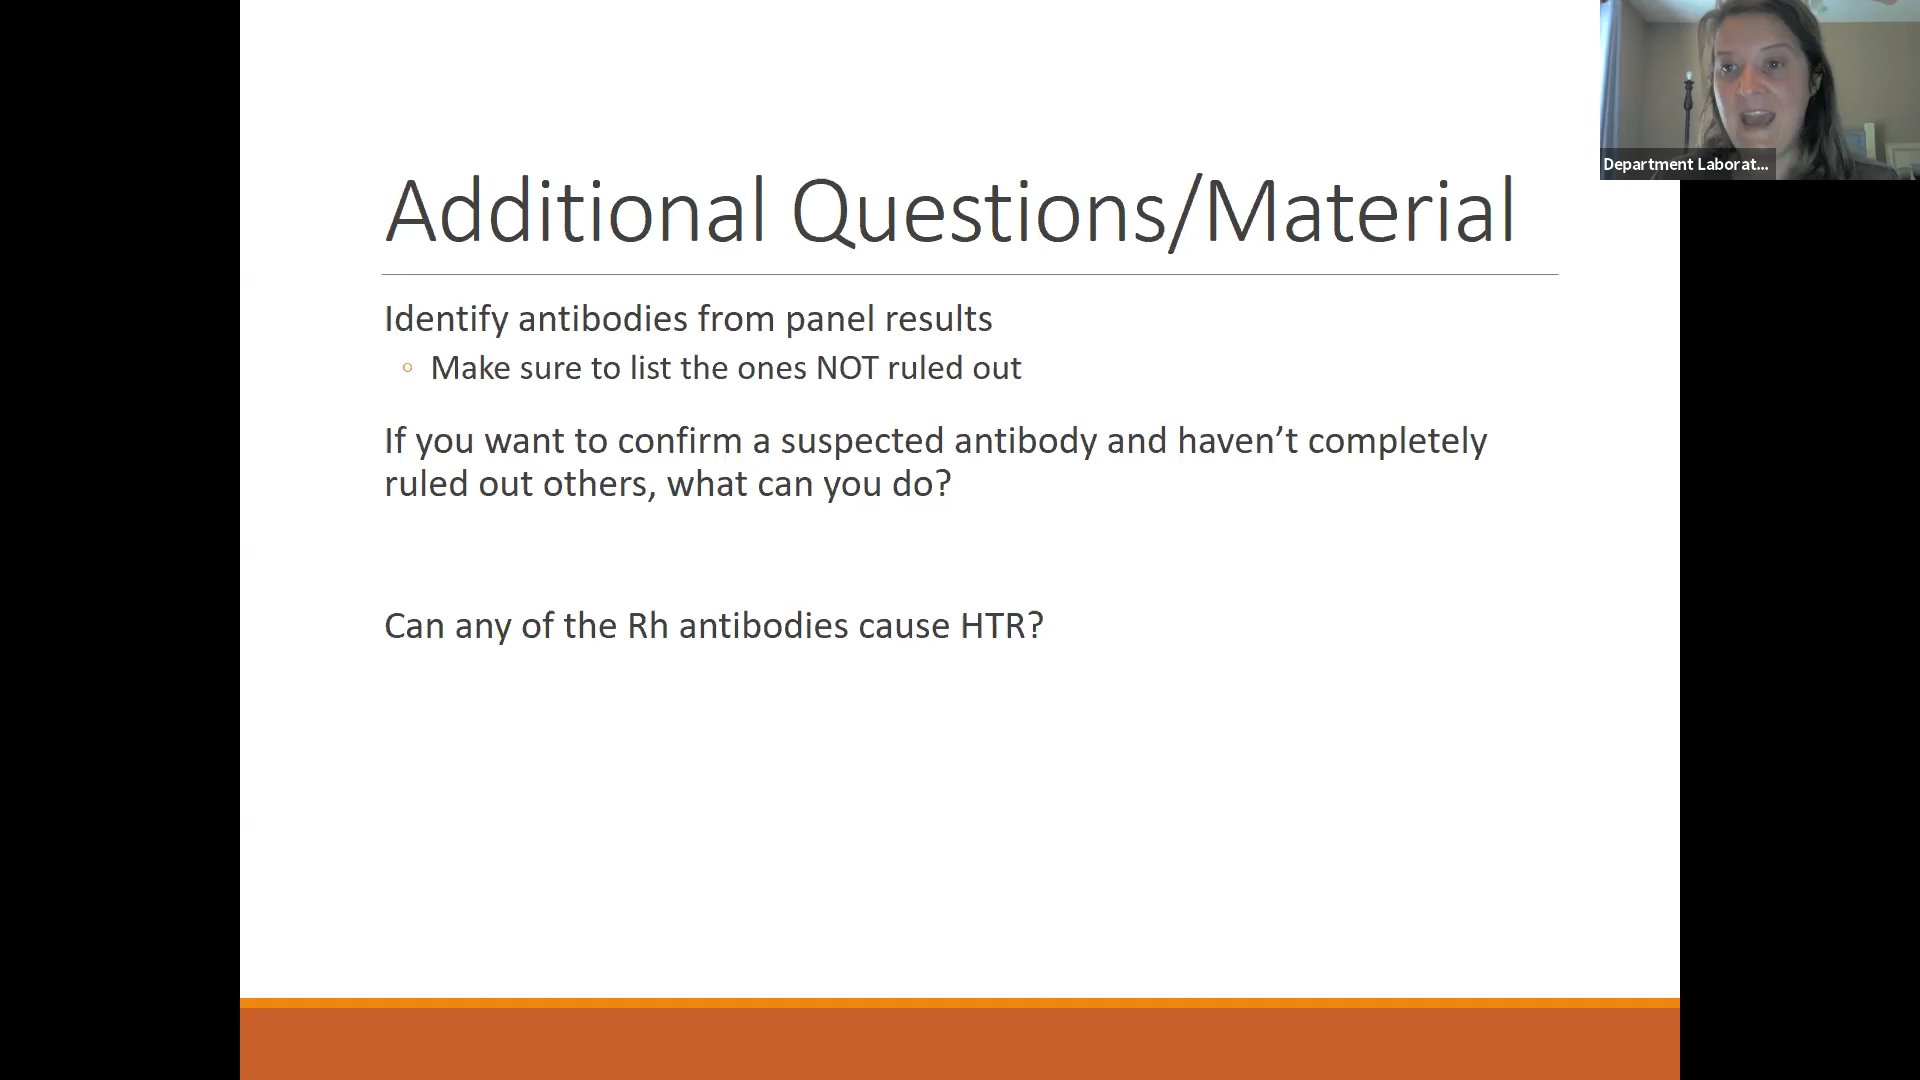 Department Laborat...
Additional Questions/Material
Identify antibodies from panel results
◦ Make sure to list the ones NOT ruled out
If you want to confirm a suspected antibody and haven’t completely
ruled out others, what can you do?
Can any of the Rh antibodies cause HTR?